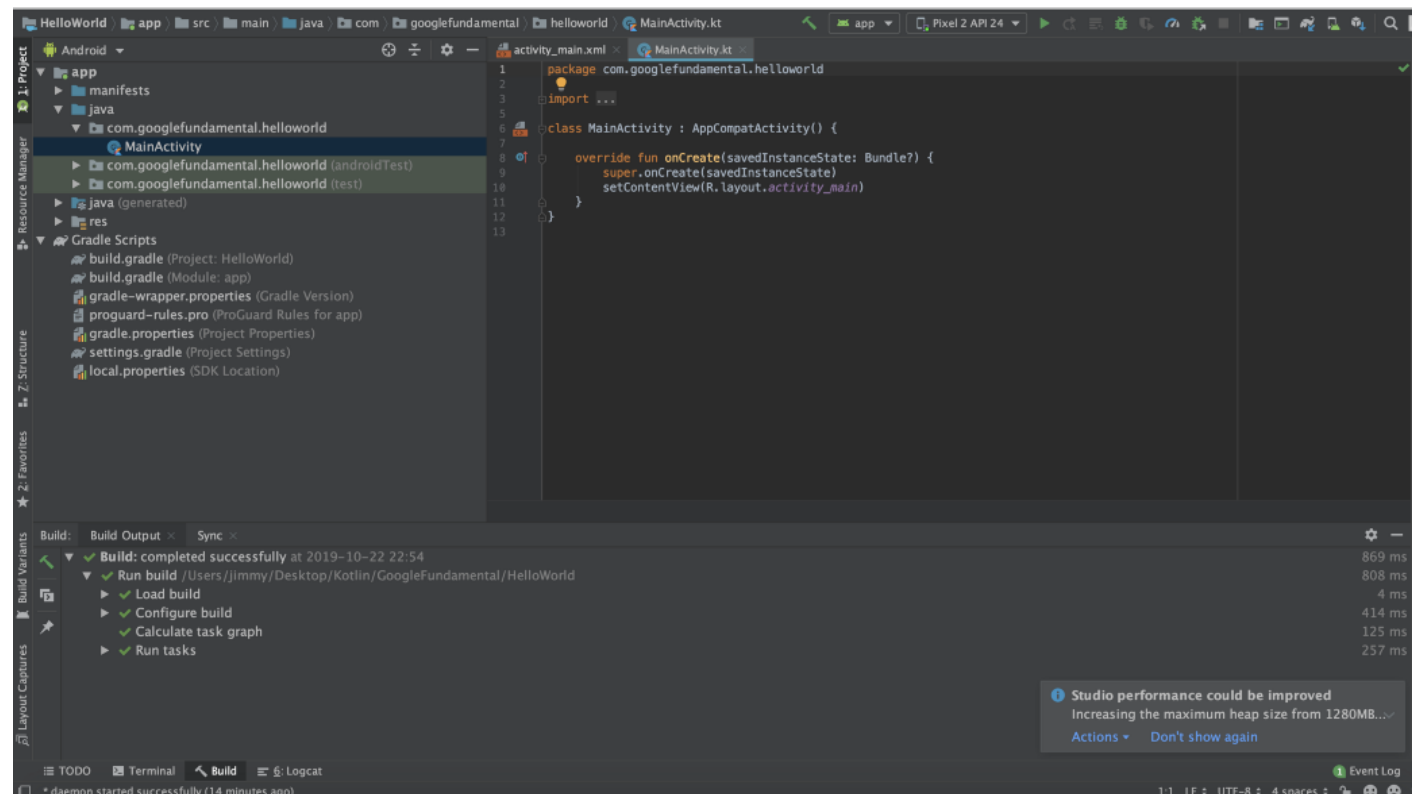 HelloWorld app src main java com googlefundamental helloworld MainActivity.kt app Pixel 2 API 24
1: Project
Resource Manager
Z: Structure
2: Favorites
Build Variants
Layout Captures
Android
app
manifests
java
com.googlefundamental.helloworld
MainActivity
com.googlefundamental.helloworld (androidTest)
com.googlefundamental.helloworld (test)
java (generated)
res
Gradle Scripts
build.gradle (Project: HelloWorld)
build.gradle (Module: app)
gradle-wrapper.properties (Gradle Version)
proguard-rules.pro (ProGuard Rules for app)
gradle.properties (Project Properties)
settings.gradle (Project Settings)
local.properties (SDK Location)
activity_main.xml MainActivity.kt
1 package com.googlefundamental.helloworld
2
3 import ...
5
6 class MainActivity : AppCompatActivity() {
7
8 override fun onCreate(savedInstanceState: Bundle?) {
9 super.onCreate(savedInstanceState)
10 setContentView(R.layout.activity_main)
11 }
12 }
13
Build: Build Output Sync
Build: completed successfully at 2019-10-22 22:54 869 ms
Run build /Users/jimmy/Desktop/Kotlin/GoogleFundamental/HelloWorld 808 ms
Load build 4 ms
Configure build 414 ms
Calculate task graph 125 ms
Run tasks 257 ms
Studio performance could be improved
Increasing the maximum heap size from 1280MB...
Actions Don't show again
TODO Terminal Build 6: Logcat 1 Event Log
* daemon started successfully (14 minutes ago) 1:1 LF UTF-8 4 spaces